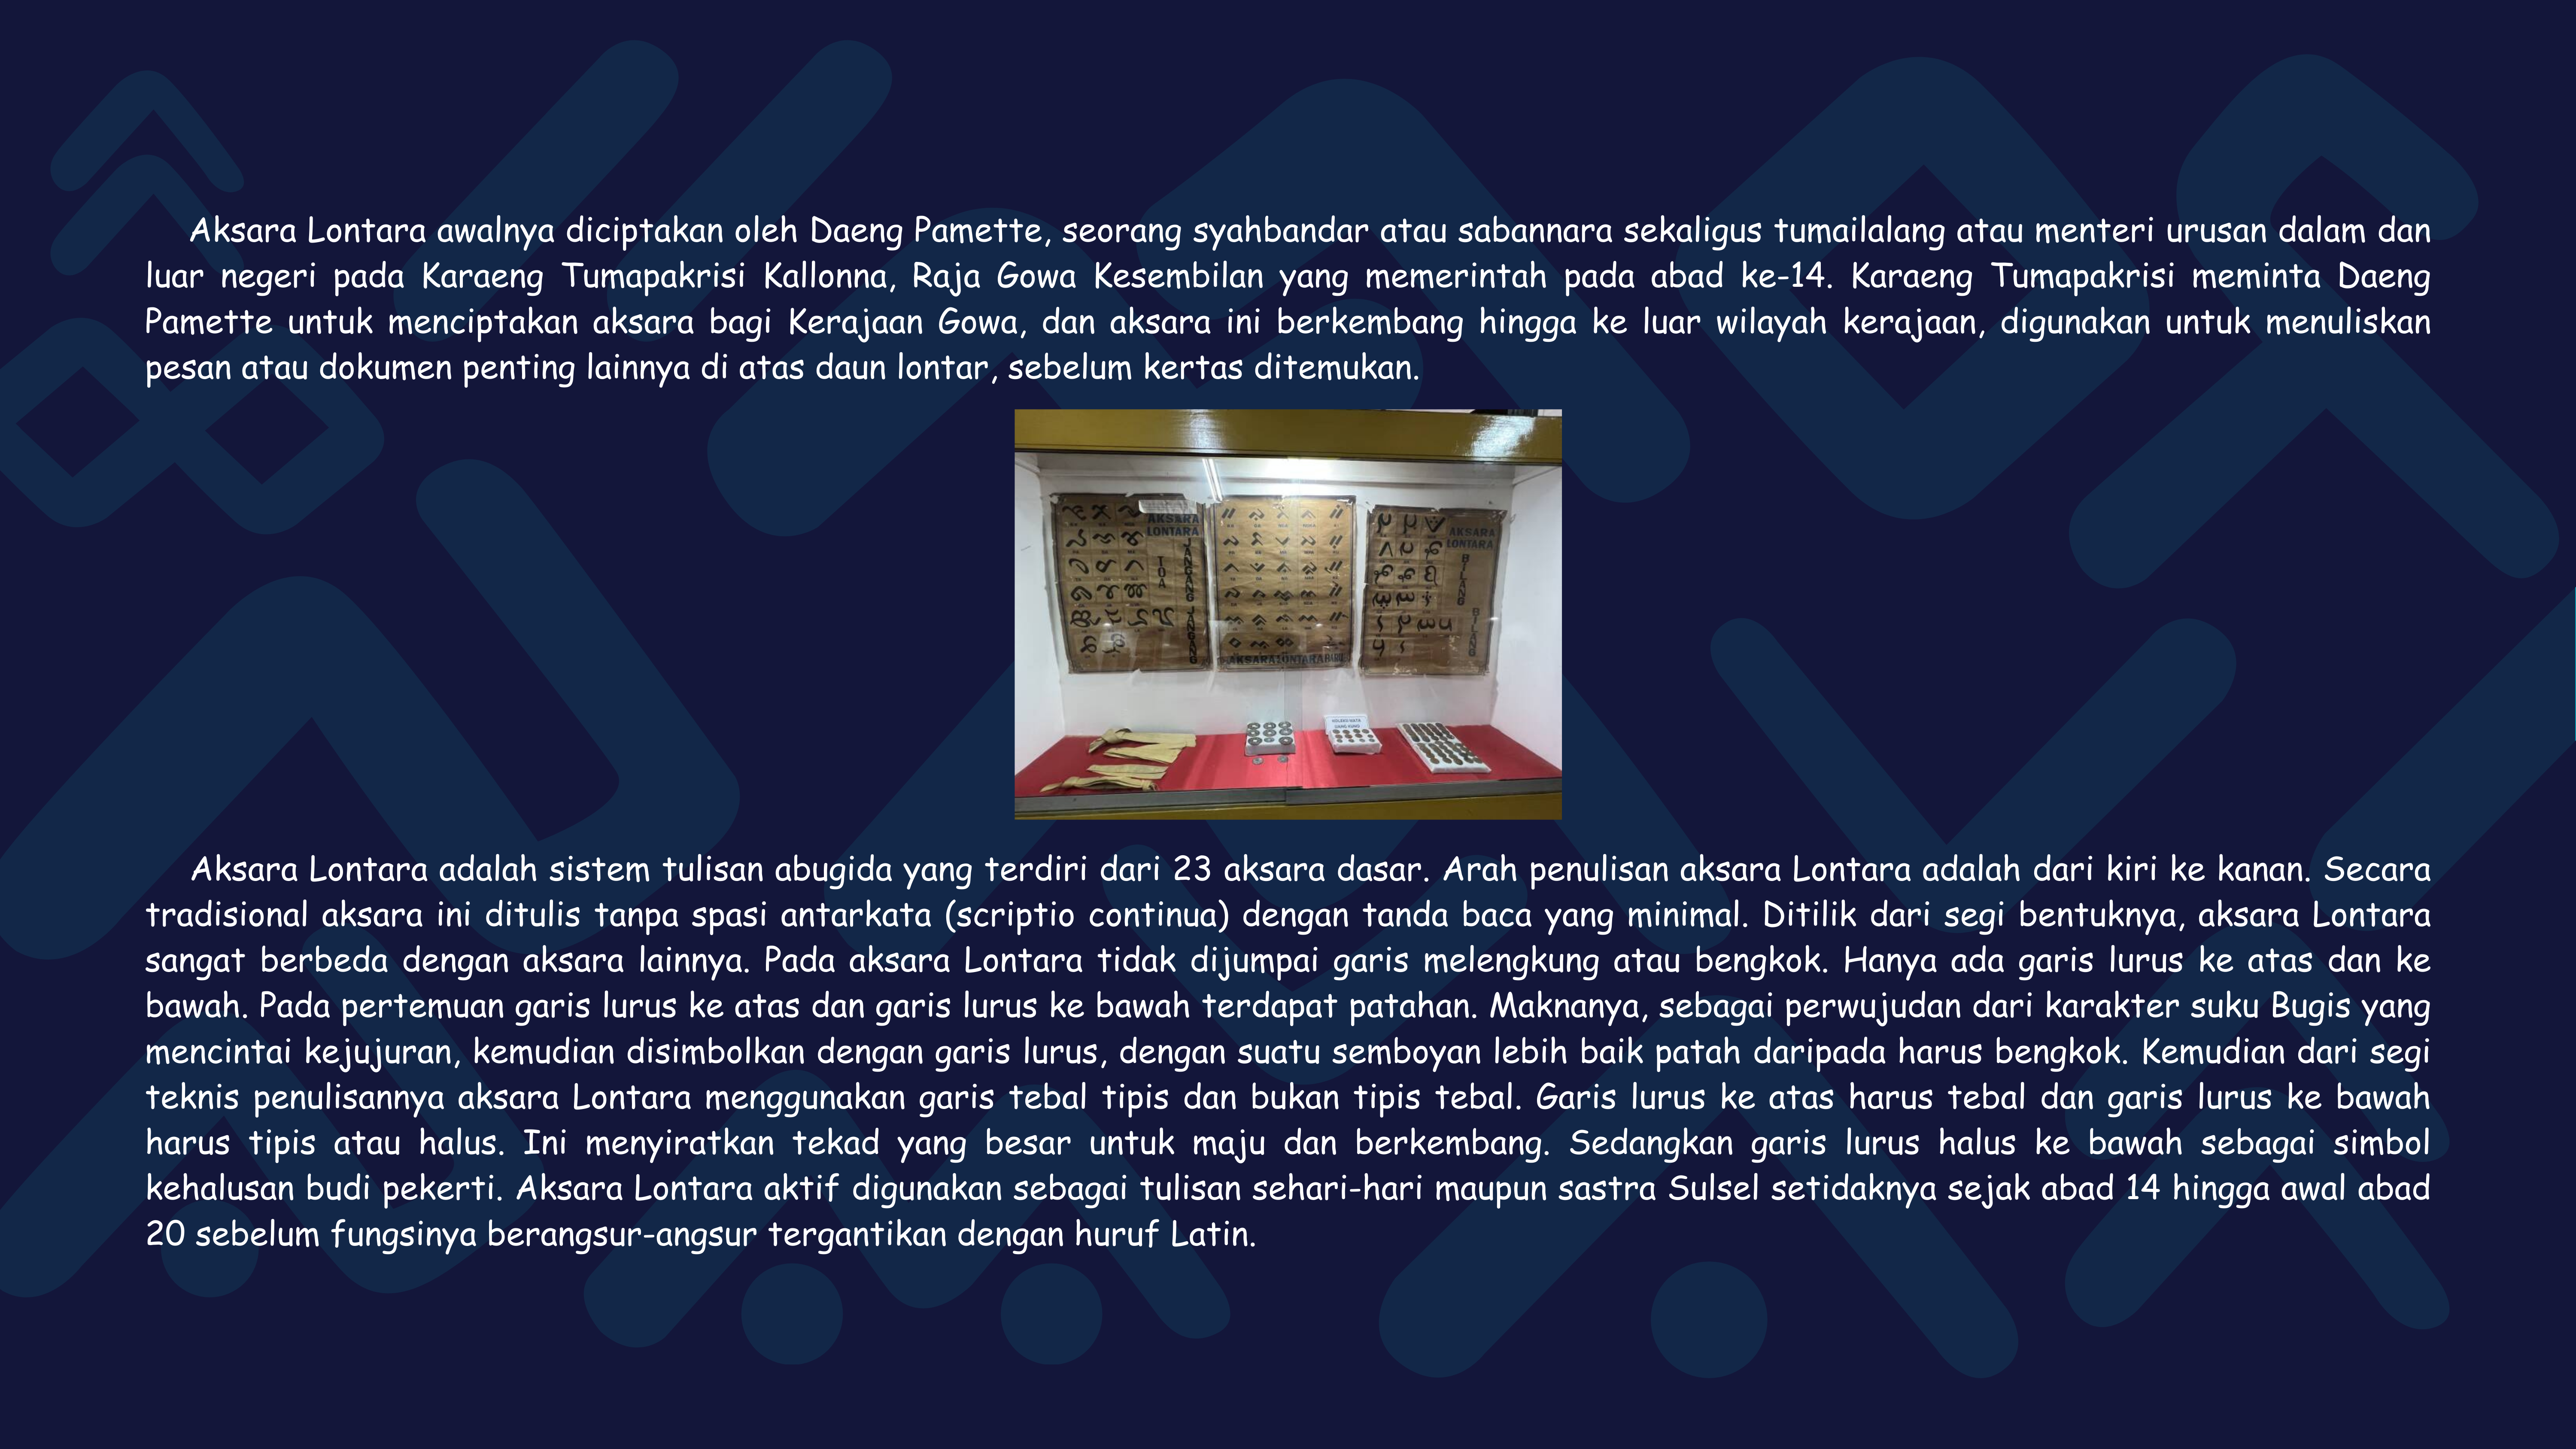 Aksara Lontara awalnya diciptakan oleh Daeng Pamette, seorang syahbandar atau sabannara sekaligus tumailalang atau menteri urusan dalam dan
luar negeri pada Karaeng Tumapakrisi Kallonna, Raja Gowa Kesembilan yang memerintah pada abad ke-14. Karaeng Tumapakrisi meminta Daeng
Pamette untuk menciptakan aksara bagi Kerajaan Gowa, dan aksara ini berkembang hingga ke luar wilayah kerajaan, digunakan untuk menuliskan
pesan atau dokumen penting lainnya di atas daun lontar, sebelum kertas ditemukan.
AKSARA
LONTARA
TOA
JANGANG
JANGANG
AKSARA LONTARA
AKSARA
LONTARA
BILANG
BILANG
Aksara Lontara adalah sistem tulisan abugida yang terdiri dari 23 aksara dasar. Arah penulisan aksara Lontara adalah dari kiri ke kanan. Secara
tradisional aksara ini ditulis tanpa spasi antarkata (scriptio continua) dengan tanda baca yang minimal. Ditilik dari segi bentuknya, aksara Lontara
sangat berbeda dengan aksara lainnya. Pada aksara Lontara tidak dijumpai garis melengkung atau bengkok. Hanya ada garis lurus ke atas dan ke
bawah. Pada pertemuan garis lurus ke atas dan garis lurus ke bawah terdapat patahan. Maknanya, sebagai perwujudan dari karakter suku Bugis yang
mencintai kejujuran, kemudian disimbolkan dengan garis lurus, dengan suatu semboyan lebih baik patah daripada harus bengkok. Kemudian dari segi
teknis penulisannya aksara Lontara menggunakan garis tebal tipis dan bukan tipis tebal. Garis lurus ke atas harus tebal dan garis lurus ke bawah
harus tipis atau halus. Ini menyiratkan tekad yang besar untuk maju dan berkembang. Sedangkan garis lurus halus ke bawah sebagai simbol
kehalusan budi pekerti. Aksara Lontara aktif digunakan sebagai tulisan sehari-hari maupun sastra Sulsel setidaknya sejak abad 14 hingga awal abad
20 sebelum fungsinya berangsur-angsur tergantikan dengan huruf Latin.